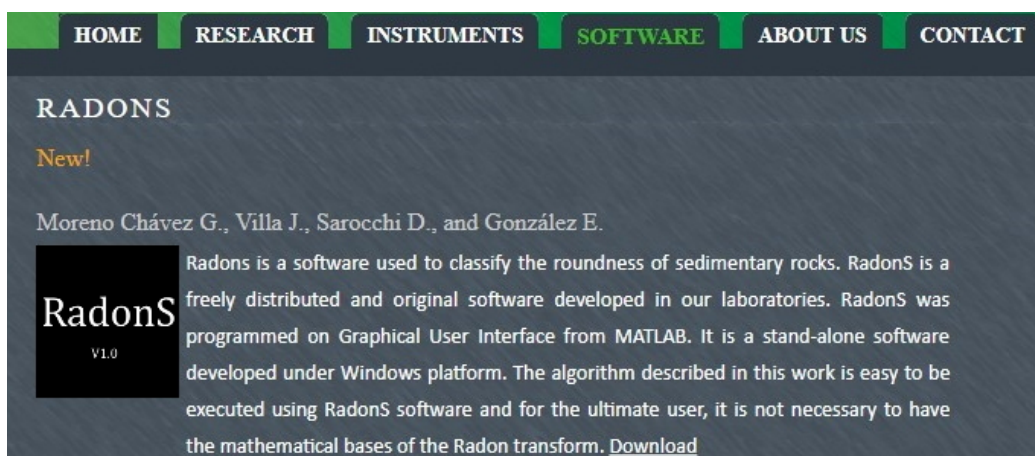 HOME RESEARCH INSTRUMENTS SOFTWARE ABOUT US CONTACT
RADONS
New!
Moreno Chávez G., Villa J., Sarocchi D., and González E.
RadonS
V1.0
Radons is a software used to classify the roundness of sedimentary rocks. RadonS is a
freely distributed and original software developed in our laboratories. RadonS was
programmed on Graphical User Interface from MATLAB. It is a stand-alone software
developed under Windows platform. The algorithm described in this work is easy to be
executed using RadonS software and for the ultimate user, it is not necessary to have
the mathematical bases of the Radon transform. Download